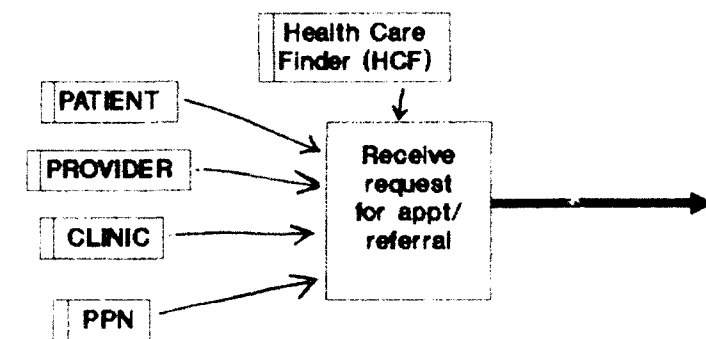 Health Care
Finder (HCF)
PATIENT
PROVIDER
CLINIC
PPN
Receive
request
for appt/
referral